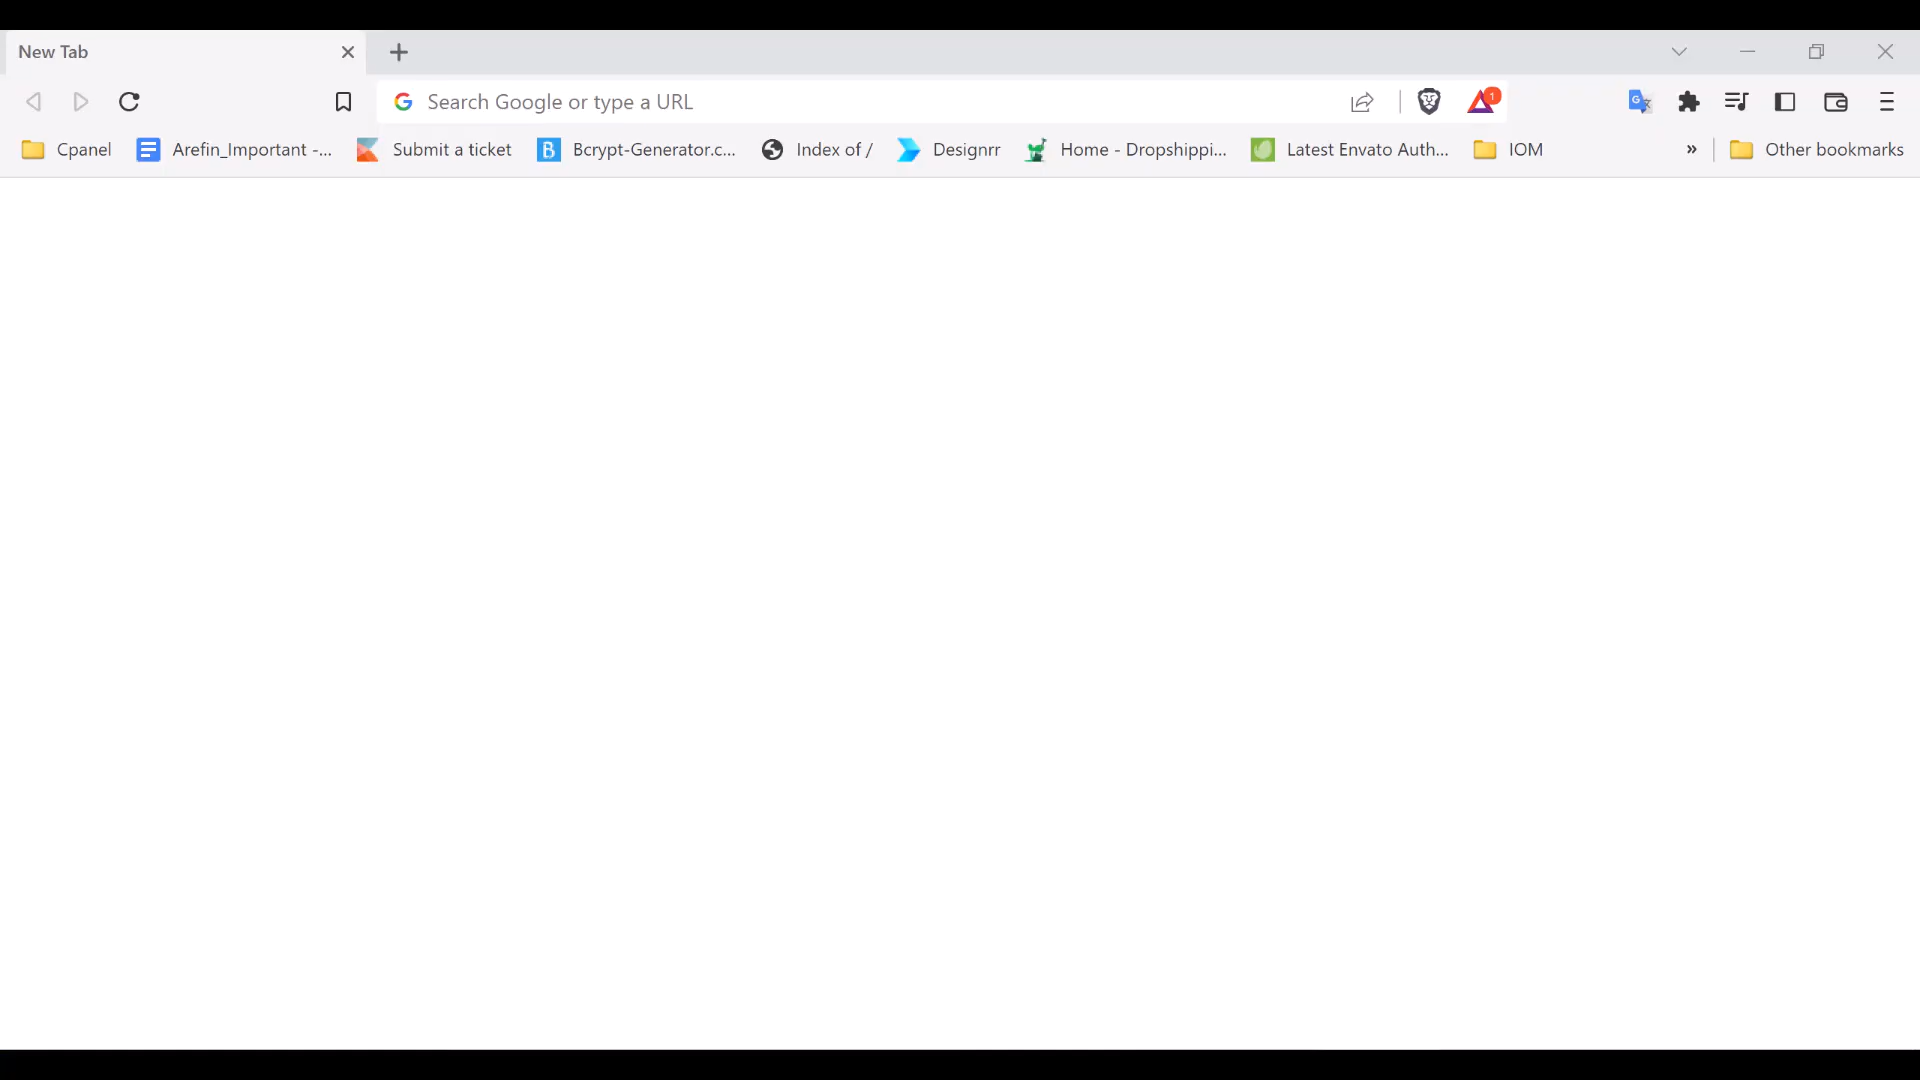 New Tab
Search Google or type a URL
1
Cpanel Arefin_Important -... Submit a ticket Bcrypt-Generator.c... Index of / Designrr Home - Dropshippi... Latest Envato Auth... IOM » Other bookmarks